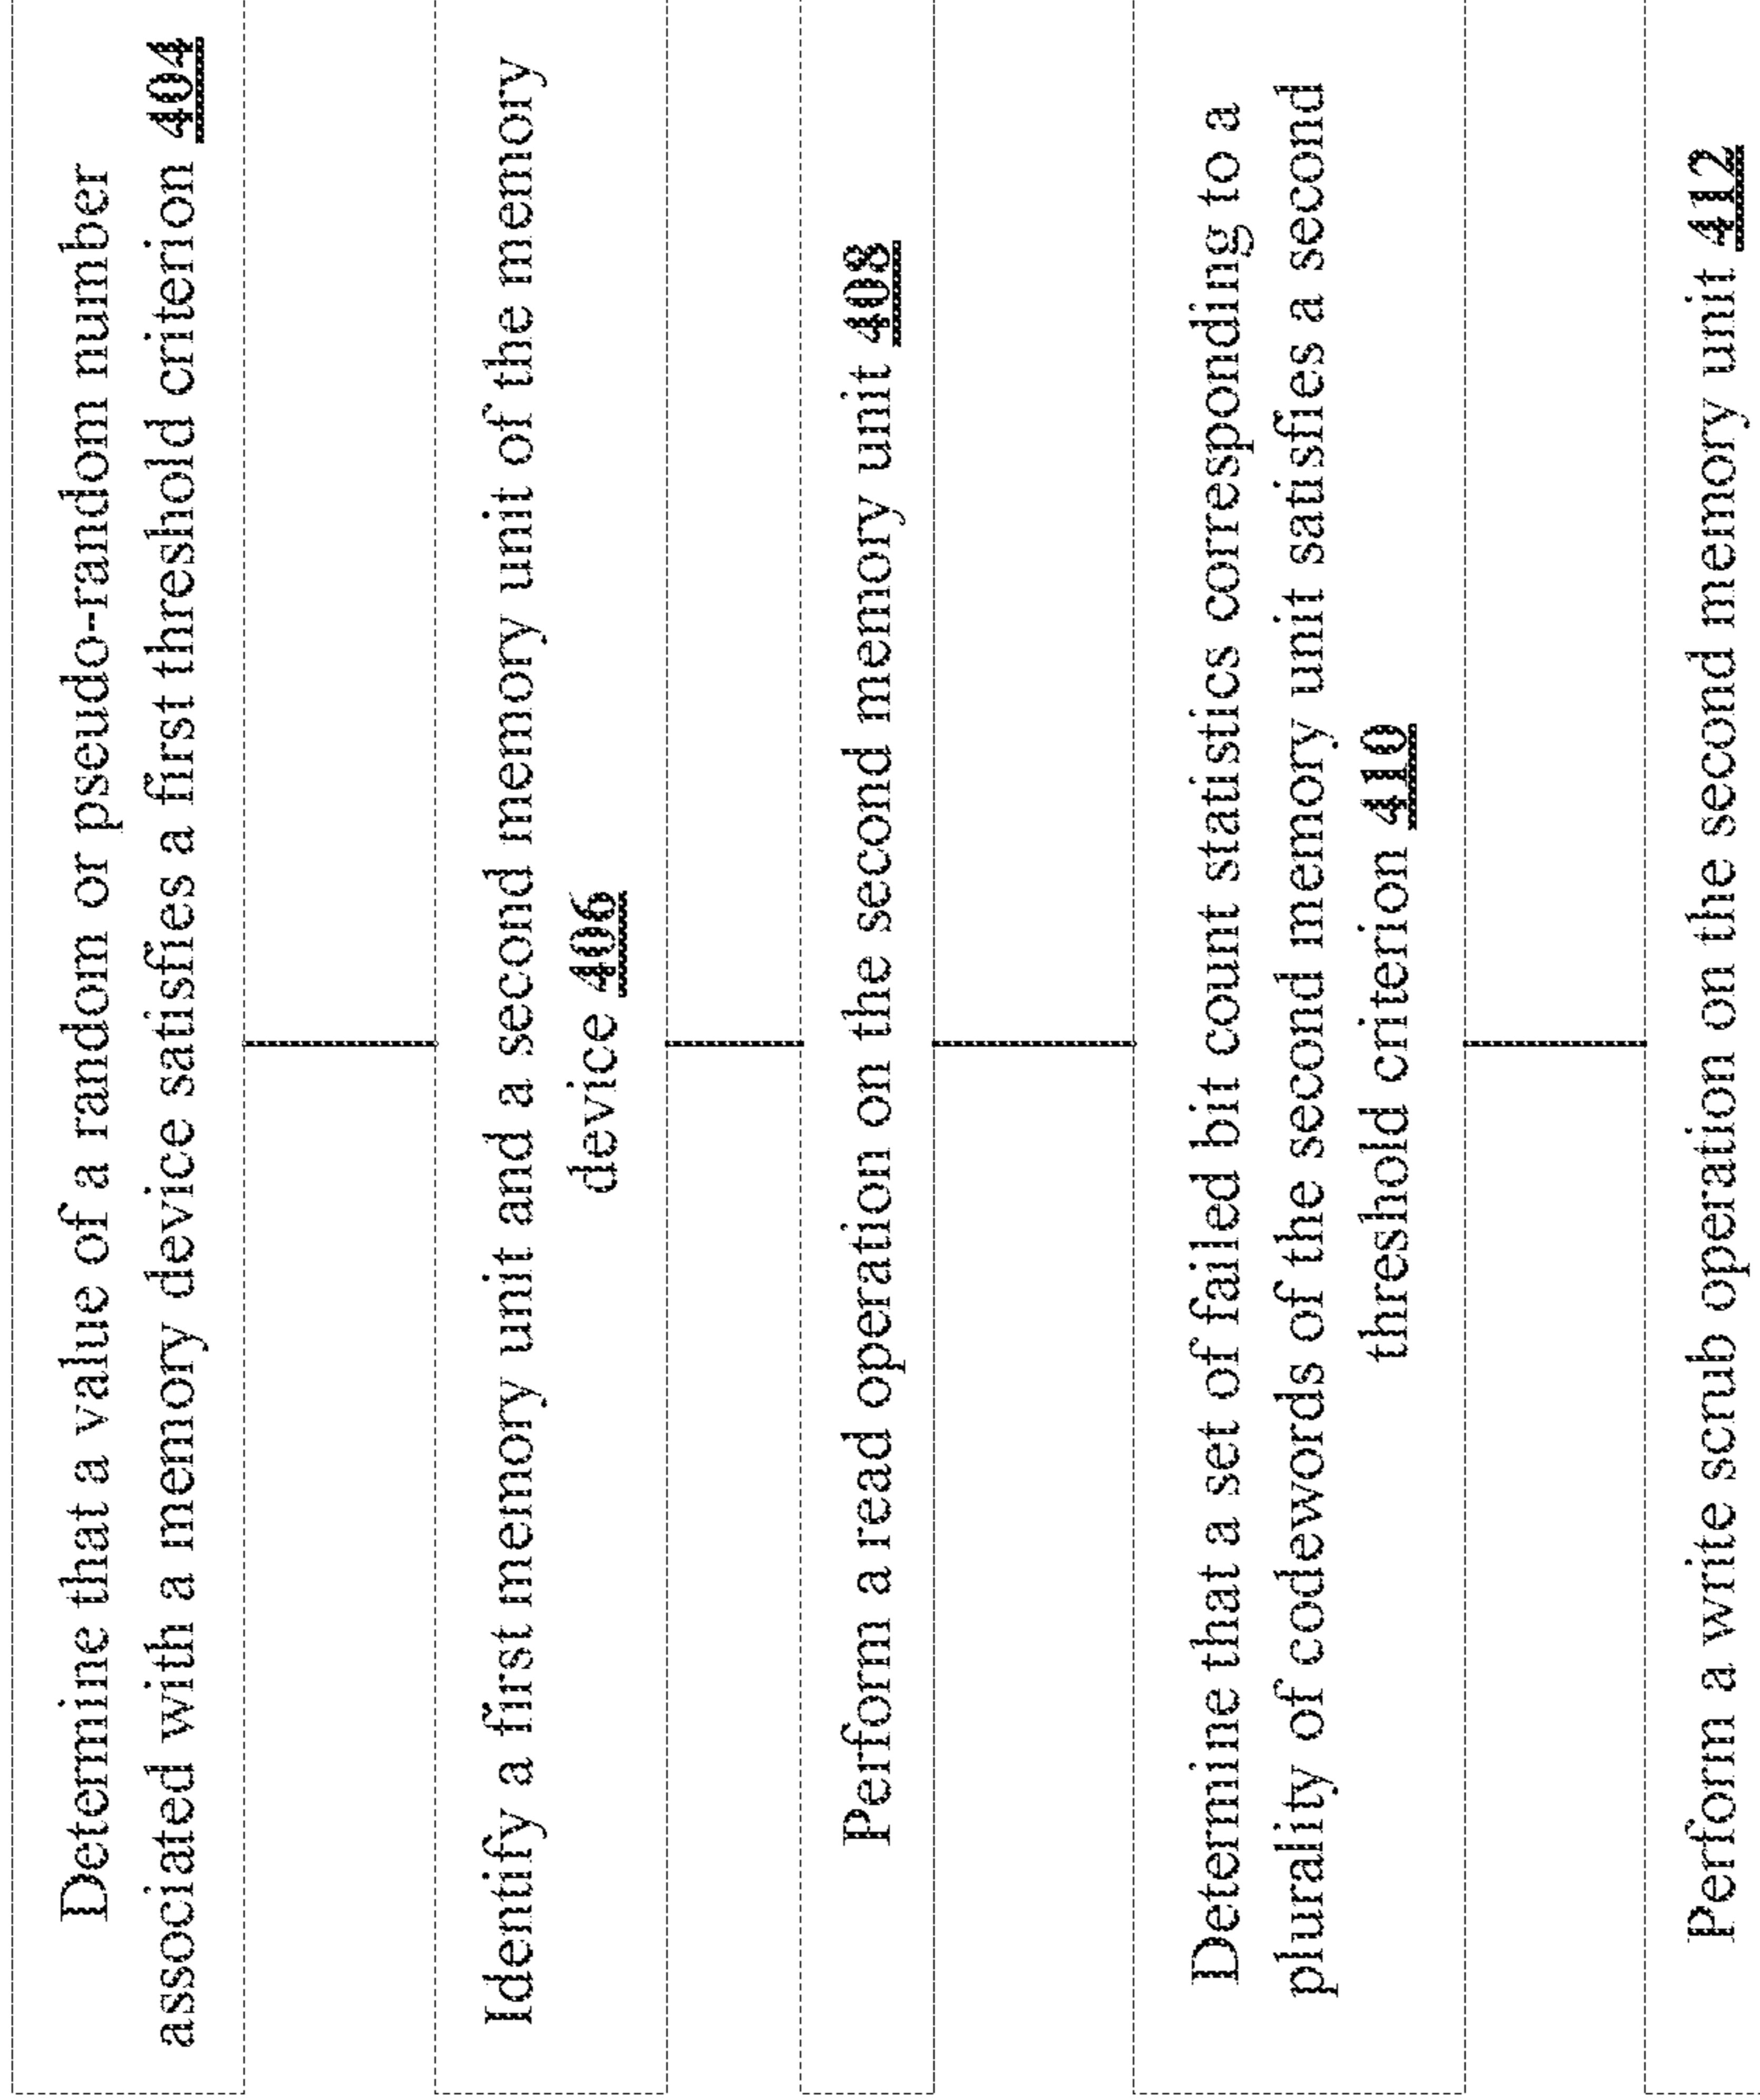 Determine that a value of a random or pseudo-random number
associated with a memory device satisfies a first threshold criterion 404
Identify a first memory unit and a second memory unit of the memory
device 406
Perform a read operation on the second memory unit 408
Determine that a set of failed bit count statistics corresponding to a
plurality of codewords of the second memory unit satisfies a second
threshold criterion 410
Perform a write scrub operation on the second memory unit 412